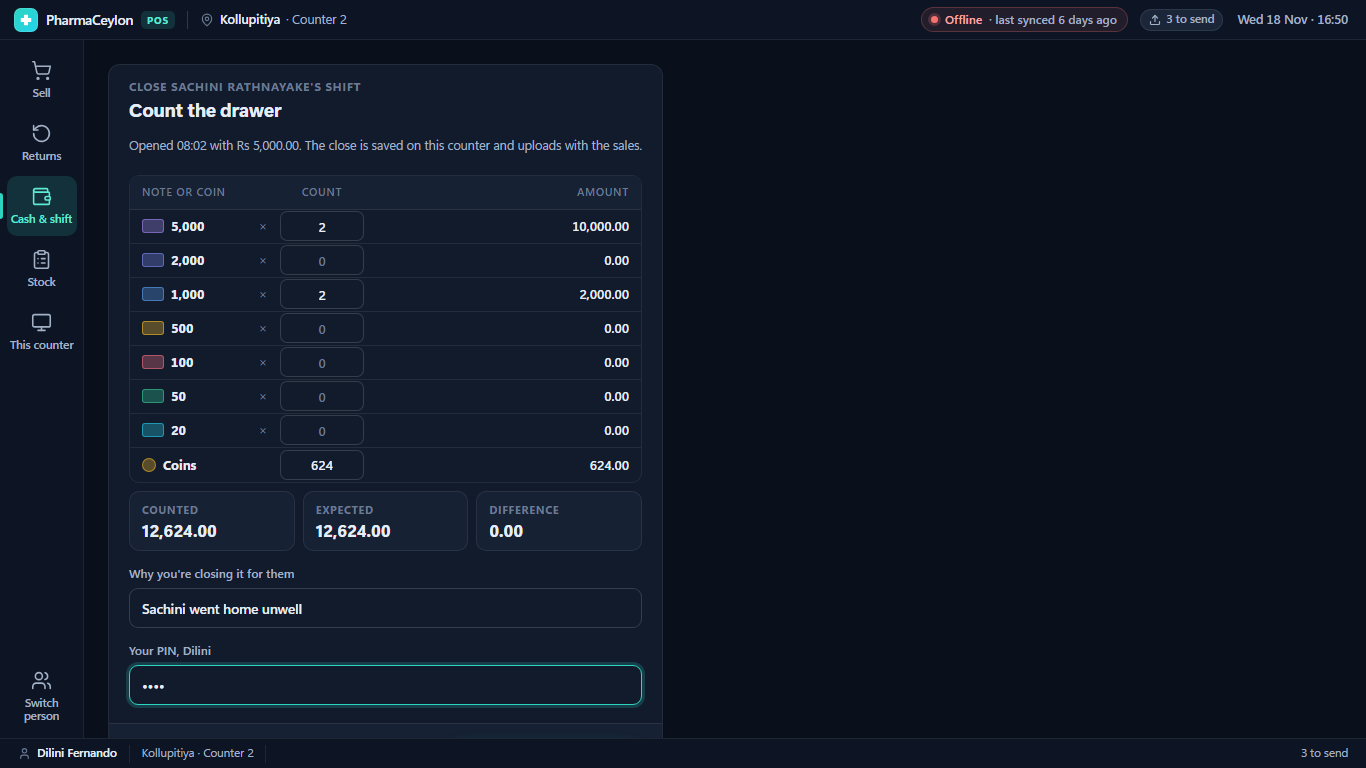 PharmaCeylon POS
Kollupitiya · Counter 2
Offline · last synced 6 days ago
3 to send
Wed 18 Nov · 16:50
Sell
Returns
Cash & shift
Stock
This counter
Switch person
CLOSE SACHINI RATHNAYAKE'S SHIFT
Count the drawer
Opened 08:02 with Rs 5,000.00. The close is saved on this counter and uploads with the sales.
NOTE OR COIN COUNT AMOUNT
5,000 × 2 10,000.00
2,000 × 0 0.00
1,000 × 2 2,000.00
500 × 0 0.00
100 × 0 0.00
50 × 0 0.00
20 × 0 0.00
Coins 624 624.00
COUNTED EXPECTED DIFFERENCE
12,624.00 12,624.00 0.00
Why you're closing it for them
Sachini went home unwell
Your PIN, Dilini
••••
Dilini Fernando Kollupitiya · Counter 2 3 to send